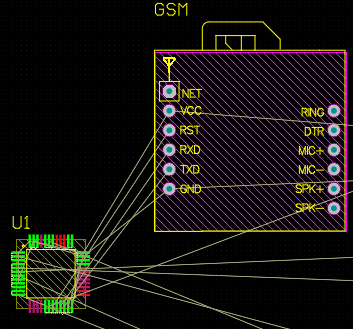 GSM
NET
VCC
RING
RST
DTR
RXD
MIC+
TXD
MIC-
GND
SPK+
SPK-
U1